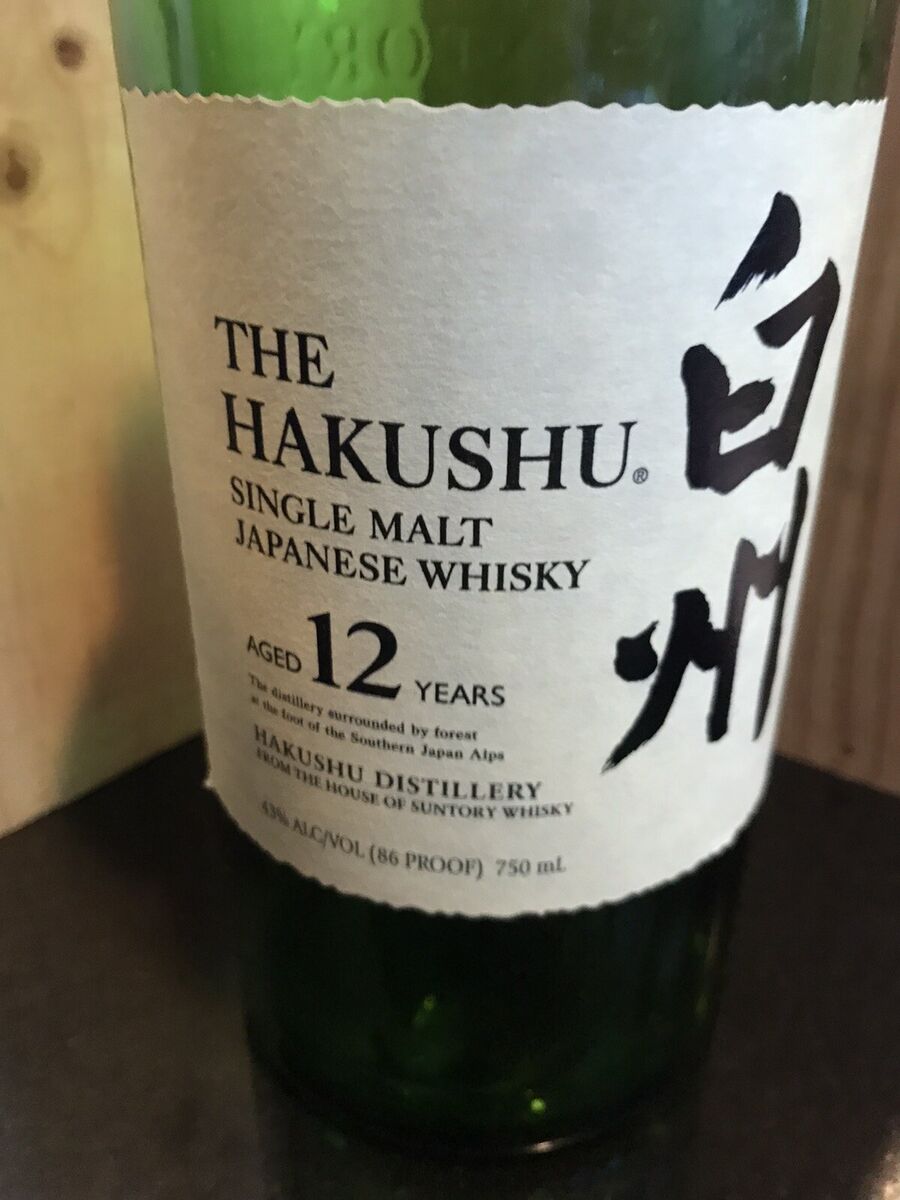 THE
HAKUSHU®
SINGLE MALT
JAPANESE WHISKY
AGED 12 YEARS
The distillery surrounded by forest
at the foot of the Southern Japan Alps
HAKUSHU DISTILLERY
FROM THE HOUSE OF SUNTORY WHISKY
43% ALC/VOL (86 PROOF) 750 mL
白州